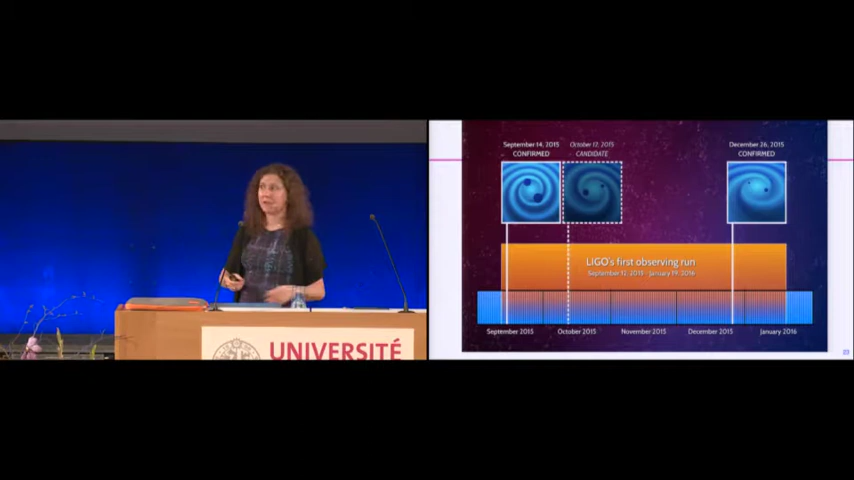 September 14, 2015
CONFIRMED
October 12, 2015
CANDIDATE
December 26, 2015
CONFIRMED
LIGO's first observing run
September 12, 2015 - January 19, 2016
September 2015
October 2015
November 2015
December 2015
January 2016
UNIVERSITÉ